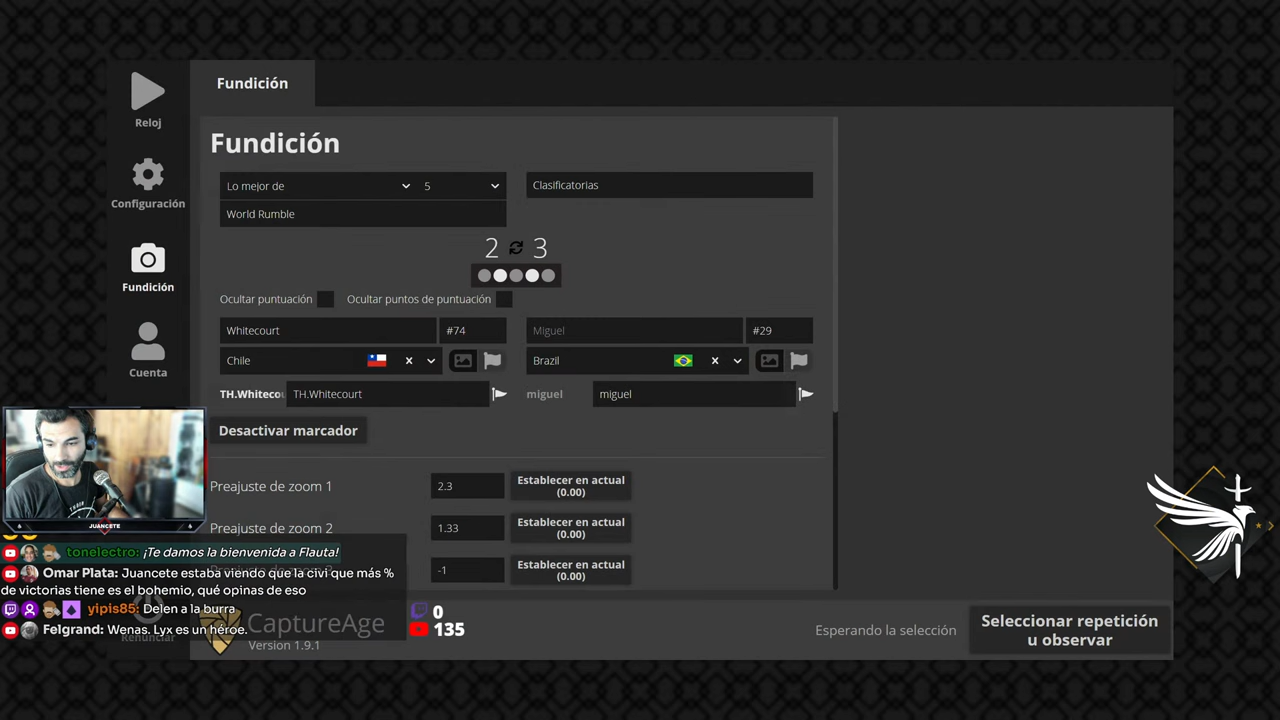 Fundición
Reloj
Configuración
Fundición
Cuenta
Fundición
Lo mejor de
5
Clasificatorias
World Rumble
2
3
Ocultar puntuación
Ocultar puntos de puntuación
Whitecourt
#74
Miguel
#29
Chile
Brazil
TH.Whitecou
TH.Whitecourt
miguel
miguel
Desactivar marcador
Preajuste de zoom 1
2.3
Establecer en actual
(0.00)
Preajuste de zoom 2
1.33
Establecer en actual
(0.00)
-1
Establecer en actual
(0.00)
JUANCETE
tonelectro: ¡Te damos la bienvenida a Flauta!
Omar Plata: Juancete estaba viendo que la civi que más %
de victorias tiene es el bohemio, qué opinas de eso
yipis85: Delen a la burra
Felgrand: Wenas. Lyx es un héroe.
Renunciar
CaptureAge
Version 1.9.1
0
135
Esperando la selección
Seleccionar repetición
u observar